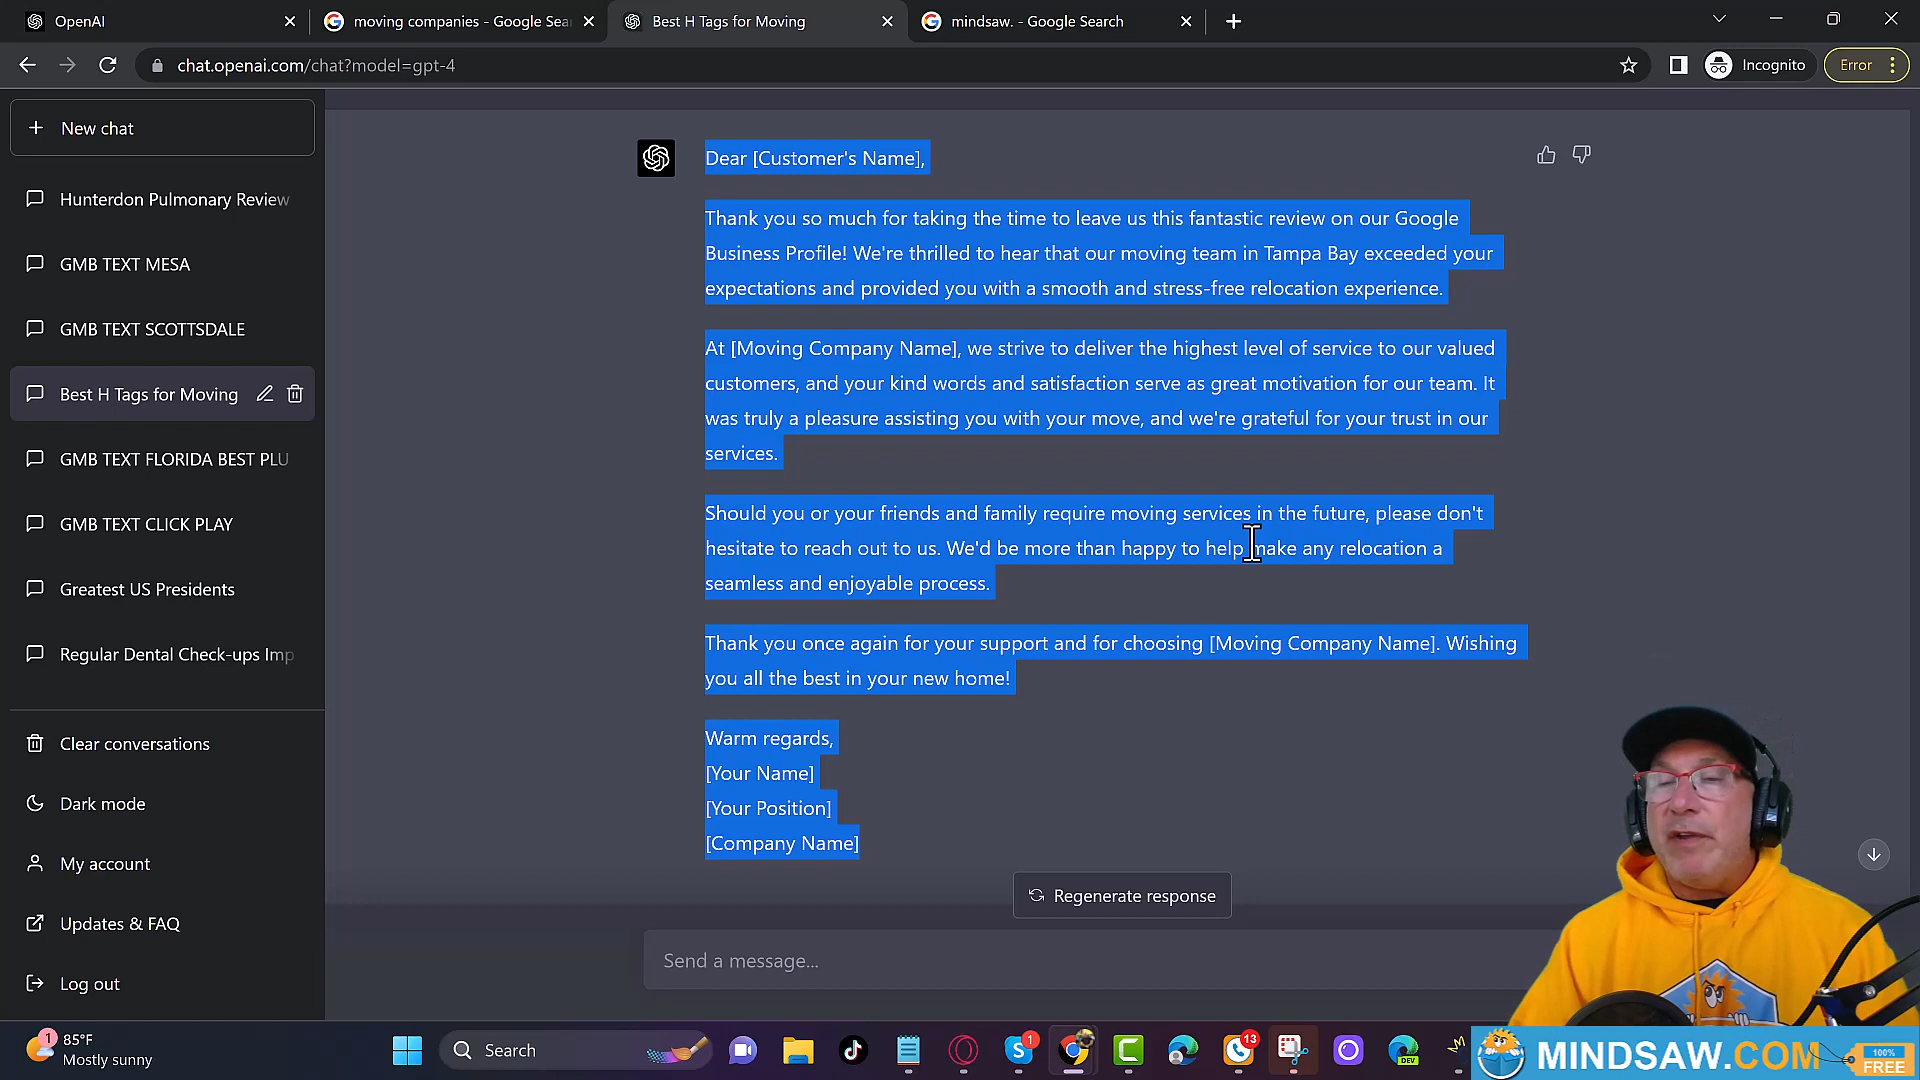 OpenAI
moving companies - Google Sea
Best H Tags for Moving
mindsaw. - Google Search
chat.openai.com/chat?model=gpt-4
Incognito
Error
New chat
Hunterdon Pulmonary Review
GMB TEXT MESA
GMB TEXT SCOTTSDALE
Best H Tags for Moving
GMB TEXT FLORIDA BEST PLU
GMB TEXT CLICK PLAY
Greatest US Presidents
Regular Dental Check-ups Imp
Clear conversations
Dark mode
My account
Updates & FAQ
Log out
Dear [Customer's Name],
Thank you so much for taking the time to leave us this fantastic review on our Google
Business Profile! We're thrilled to hear that our moving team in Tampa Bay exceeded your
expectations and provided you with a smooth and stress-free relocation experience.
At [Moving Company Name], we strive to deliver the highest level of service to our valued
customers, and your kind words and satisfaction serve as great motivation for our team. It
was truly a pleasure assisting you with your move, and we're grateful for your trust in our
services.
Should you or your friends and family require moving services in the future, please don't
hesitate to reach out to us. We'd be more than happy to help make any relocation a
seamless and enjoyable process.
Thank you once again for your support and for choosing [Moving Company Name]. Wishing
you all the best in your new home!
Warm regards,
[Your Name]
[Your Position]
[Company Name]
Regenerate response
Send a message...
1
85°F
Mostly sunny
Search
1
13
DEV
MINDSAW.COM
100%
FREE